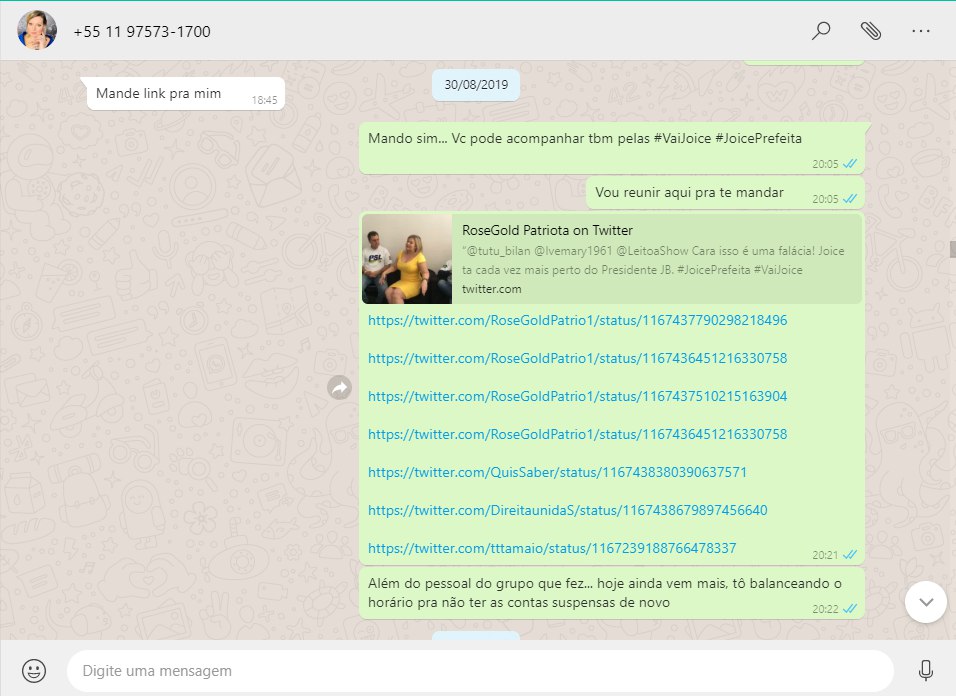 +55 11 97573-1700
30/08/2019
Mande link pra mim
18:45
Mando sim... Vc pode acompanhar tbm pelas #VaiJoice #JoicePrefeita
20:05
Vou reunir aqui pra te mandar
20:05
PSL
RoseGold Patriota on Twitter
"@tutu_bilan @lvemary1961 @LeitoaShow Cara isso é uma falácia! Joice
ta cada vez mais perto do Presidente JB. #JoicePrefeita #VaiJoice
twitter.com
https://twitter.com/RoseGoldPatrio1/status/1167437790298218496
https://twitter.com/RoseGoldPatrio1/status/1167436451216330758
https://twitter.com/RoseGoldPatrio1/status/1167437510215163904
https://twitter.com/RoseGoldPatrio1/status/1167436451216330758
https://twitter.com/QuisSaber/status/1167438380390637571
https://twitter.com/DireitaunidaS/status/1167438679897456640
https://twitter.com/tttamaio/status/1167239188766478337
20:21
Além do pessoal do grupo que fez... hoje ainda vem mais, tô balanceando o
horário pra não ter as contas suspensas de novo
20:22
Digite uma mensagem